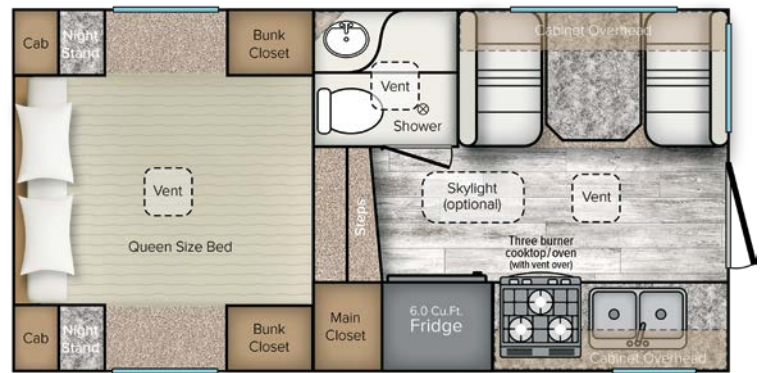 Cab
Night
Stand
Bunk
Closet
Cabinet Overhead
Vent
Shower
Vent
Queen Size Bed
Steps
Skylight
(optional)
Vent
Three burner
cooktop/oven
(with vent over)
Cab
Night
Stand
Bunk
Closet
Main
Closet
6.0 Cu.Ft.
Fridge
Cabinet Overhead